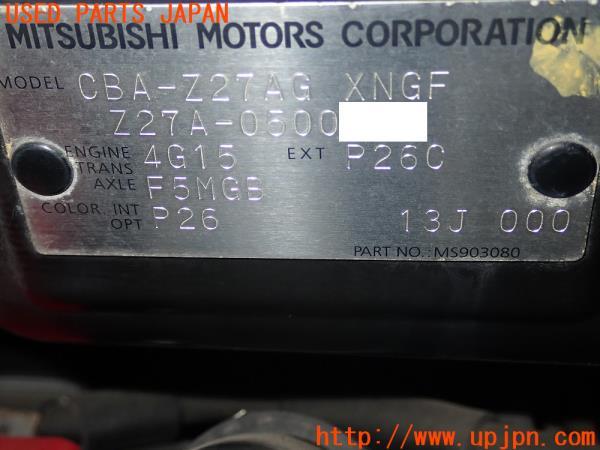 USED PARTS JAPAN
MITSUBISHI MOTORS CORPORATION
MODEL CBA-Z27AG XNGF
Z27A-0500
ENGINE 4G15 EXT P26C
TRANS
AXLE F5MGB
COLOR, INT P26 13J 000
OPT
PART NO.:MS903080
http://www.upjpn.com/